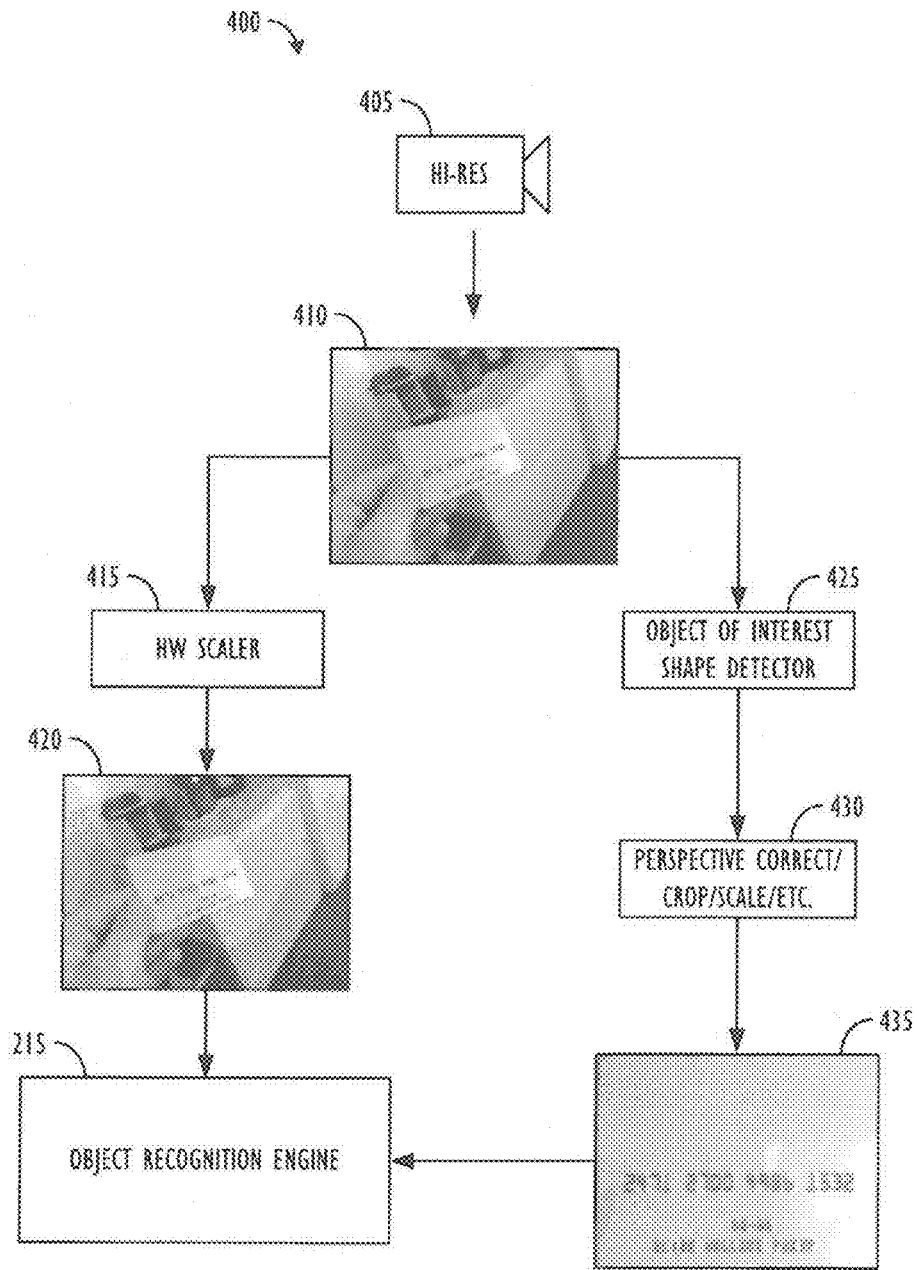 400
405
HI-RES
410
415
425
HW SCALER
OBJECT OF INTEREST
SHAPE DETECTOR
420
430
PERSPECTIVE CORRECT/
CROP/SCALE/ETC.
215
435
OBJECT RECOGNITION ENGINE